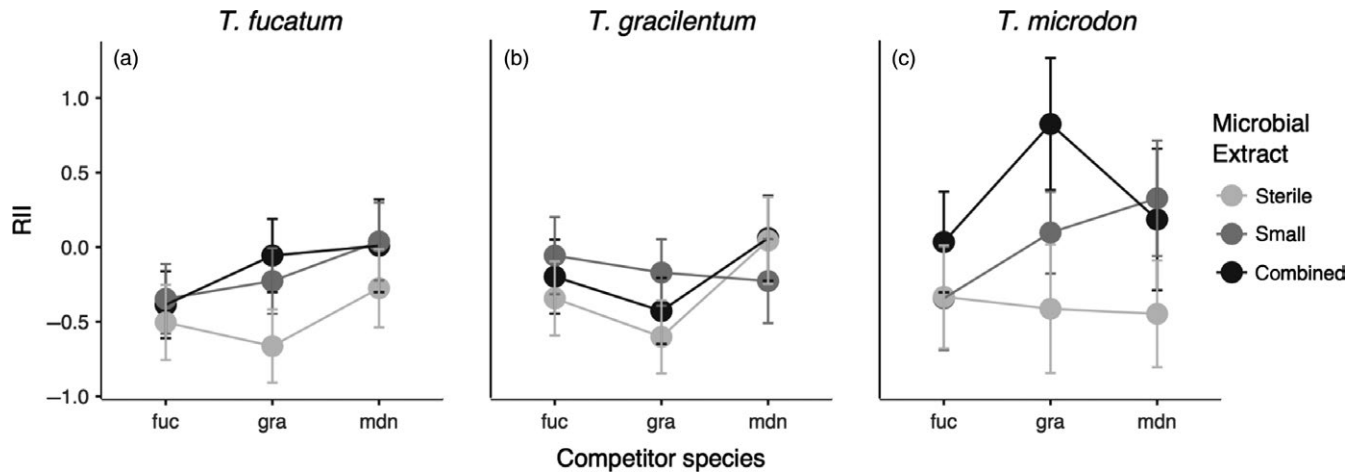 T. fucatum
T. gracilentum
T. microdon
(a)
(b)
(c)
RII
1.0
0.5
0.0
−0.5
−1.0
fuc
gra
mdn
fuc
gra
mdn
fuc
gra
mdn
Competitor species
Microbial
Extract
Sterile
Small
Combined